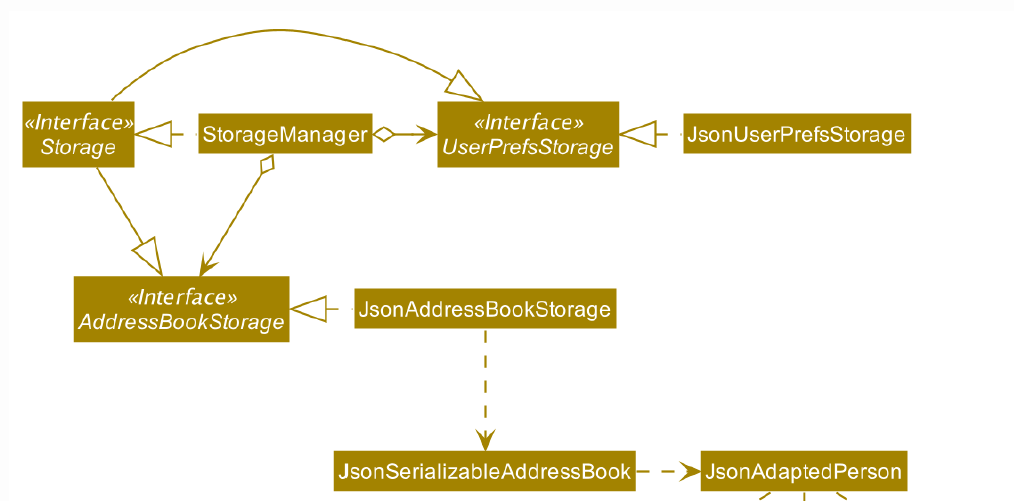 «Interface»
Storage
StorageManager
«Interface»
UserPrefsStorage
JsonUserPrefsStorage
«Interface»
AddressBookStorage
JsonAddressBookStorage
JsonSerializableAddressBook
JsonAdaptedPerson